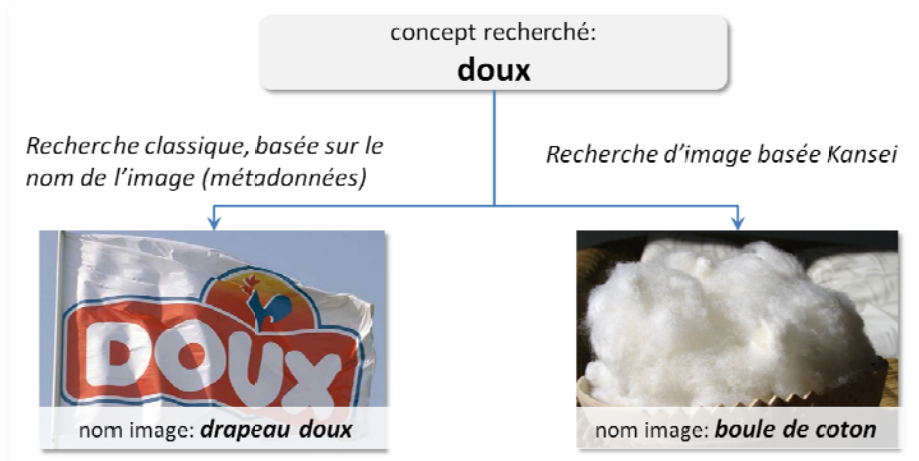 concept recherché:
doux
Recherche classique, basée sur le
nom de l'image (métadonnées)
Recherche d'image basée Kansei
DOUX
nom image: drapeau doux
nom image: boule de coton